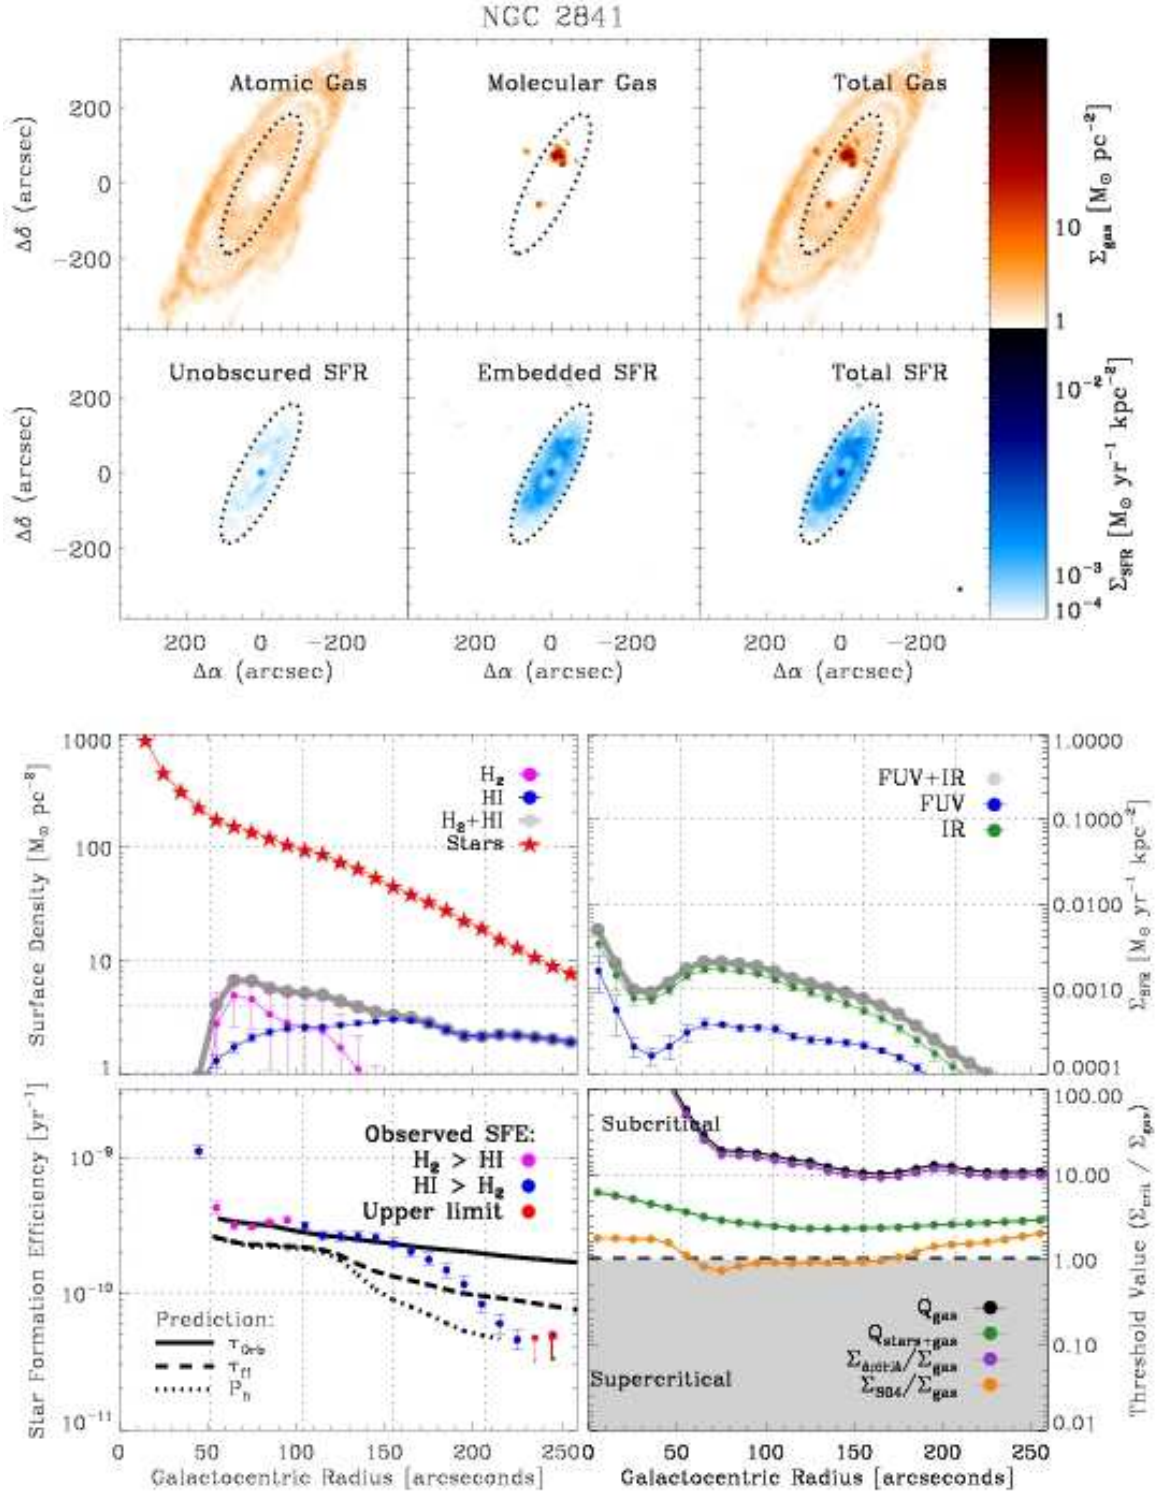 NGC 2841
Atomic Gas
Molecular Gas
Total Gas
200
0
-200
Δδ (arcsec)
10
1
Σgas [M⊙ pc⁻²]
Unobscured SFR
Embedded SFR
Total SFR
200
0
-200
Δδ (arcsec)
10⁻²
10⁻³
10⁻⁴
ΣSFR [M⊙ yr⁻¹ kpc⁻²]
200 0 -200
200 0 -200
200 0 -200
Δα (arcsec)
Δα (arcsec)
Δα (arcsec)
1000
100
10
1
Surface Density [M⊙ pc⁻²]
H₂
HI
H₂+HI
Stars
FUV+IR
FUV
IR
1.0000
0.1000
0.0100
0.0010
0.0001
ΣSFR [M⊙ yr⁻¹ kpc⁻²]
Star Formation Efficiency [yr⁻¹]
10⁻⁹
10⁻¹⁰
10⁻¹¹
Observed SFE:
H₂ > HI
HI > H₂
Upper limit
Prediction:
τOrb
τff
Ph
0 50 100 150 200 250
Galactocentric Radius [arcseconds]
Subcritical
Supercritical
Qgas
Qstars+gas
Σcrit,A/Σgas
ΣS04/Σgas
100.00
10.00
1.00
0.10
0.01
Threshold Value (Σcrit / Σgas)
0 50 100 150 200 250
Galactocentric Radius [arcseconds]